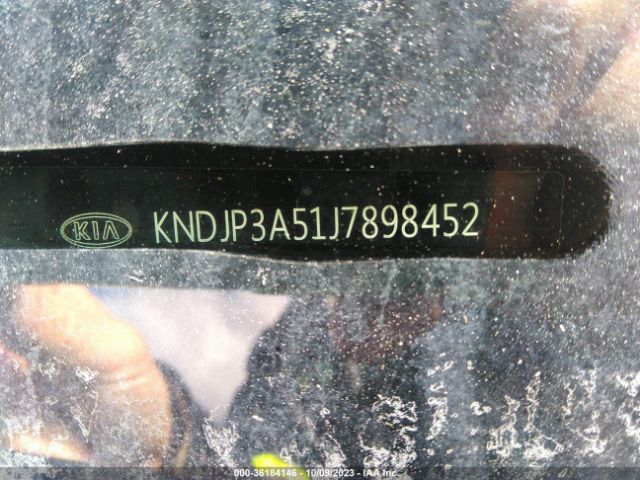 KIA KNDJP3A51J7898452
000-36184146 - 10/09/2023 - IAA Inc.